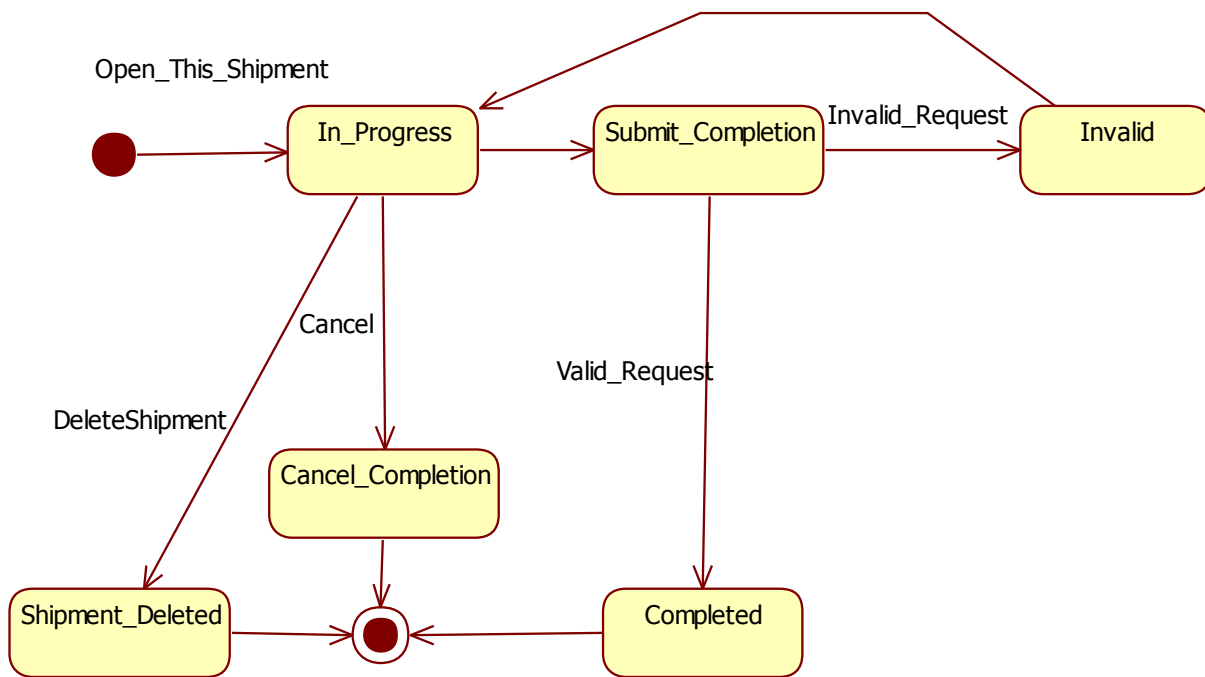 Open_This_Shipment
In_Progress
Submit_Completion
Invalid_Request
Invalid
Cancel
Valid_Request
DeleteShipment
Cancel_Completion
Shipment_Deleted
Completed